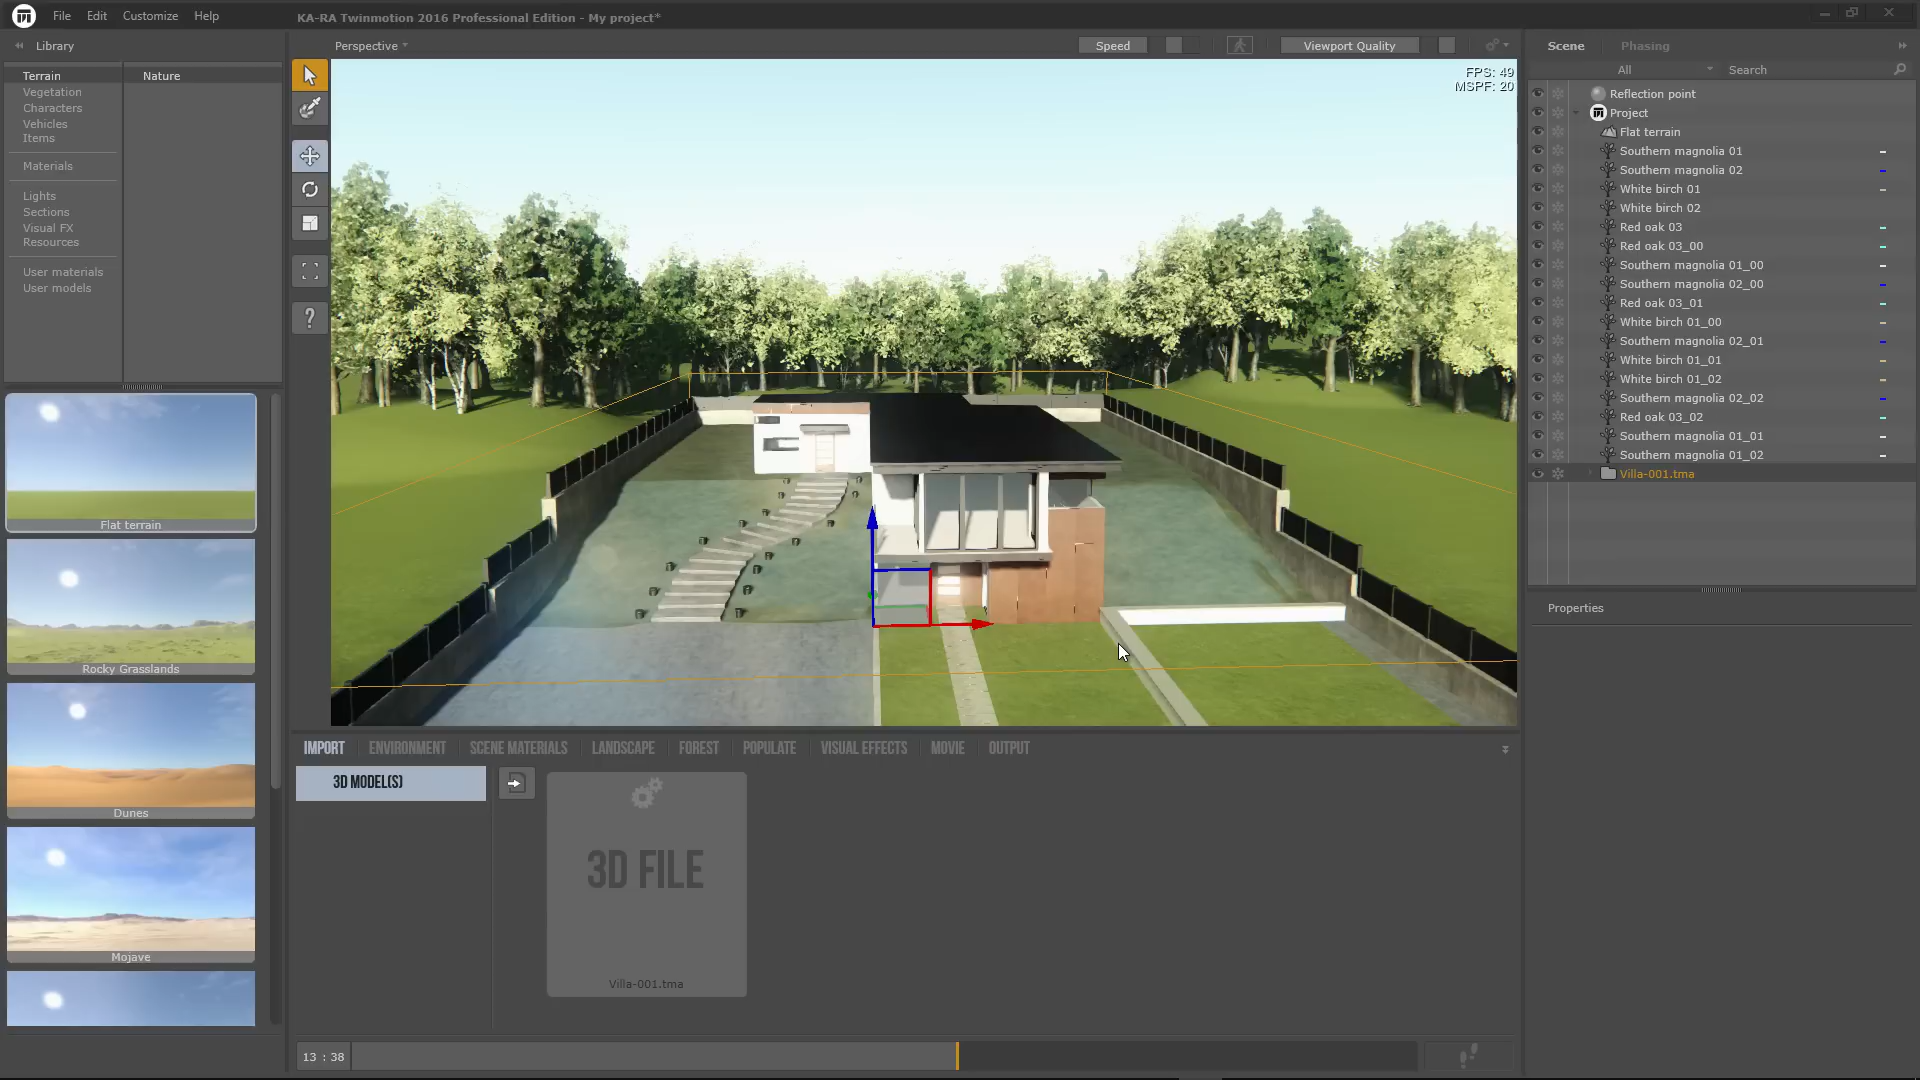 File Edit Customize Help
KA-RA Twinmotion 2016 Professional Edition - My project*
Library
Perspective
Speed
Viewport Quality
Scene
Phasing
All
Search
Terrain
Vegetation
Characters
Vehicles
Items
Materials
Lights
Sections
Visual FX
Resources
User materials
User models
Nature
Flat terrain
Rocky Grasslands
Dunes
Mojave
?
FPS: 49
MSPF: 20
Reflection point
Project
Flat terrain
Southern magnolia 01
Southern magnolia 02
White birch 01
White birch 02
Red oak 03
Red oak 03_00
Southern magnolia 01_00
Southern magnolia 02_00
Red oak 03_01
White birch 01_00
Southern magnolia 02_01
White birch 01_01
White birch 01_02
Southern magnolia 02_02
Red oak 03_02
Southern magnolia 01_01
Southern magnolia 01_02
Villa-001.tma
Properties
IMPORT ENVIRONMENT SCENE MATERIALS LANDSCAPE FOREST POPULATE VISUAL EFFECTS MOVIE OUTPUT
3D MODEL(S)
3D FILE
Villa-001.tma
13 : 38